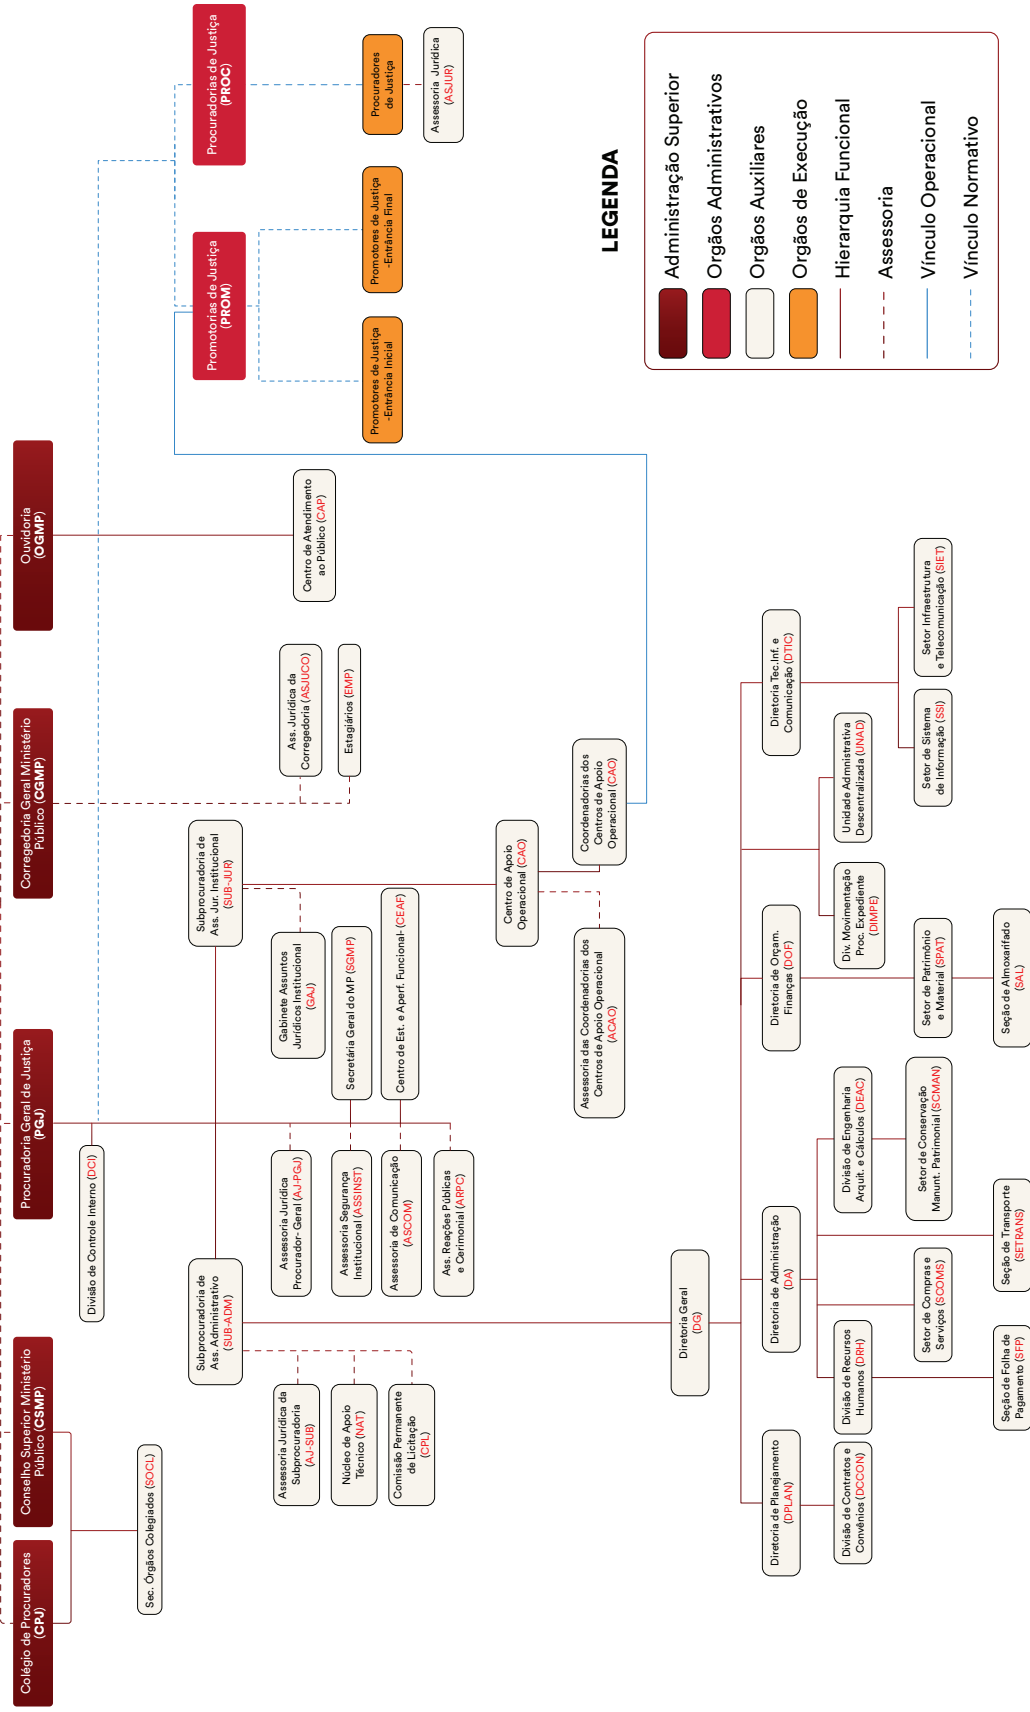 Colégio de Procuradores
(CPJ)
Conselho Superior Ministério
Público (CSMP)
Procuradoria Geral de Justiça
(PGJ)
Corregedoria Geral Ministério
Público (CGMP)
Ouvidoria
(OGMP)
Sec. Órgãos Colegiados (SOCL)
Divisão de Controle Interno (DCI)
Promotorias de Justiça
(PROM)
Procuradorias de Justiça
(PROC)
Subprocuradoria de
Ass. Administrativo
(SUB-ADM)
Subprocuradoria de
Ass. Jur. Institucional
(SUB-JUR)
Assessoria Jurídica da
Subprocuradoria
(AJ-SUB)
Núcleo de Apoio
Técnico (NAT)
Comissão Permanente
de Licitação
(CPL)
Assessoria Jurídica
Procurador- Geral (AJ-PGJ)
Assessoria Segurança
Institucional (ASSINST)
Assessoria de Comunicação
(ASCOM)
Ass. Reações Públicas
e Cerimonial (ARPC)
Gabinete Assuntos
Jurídicos Institucional
(GAJ)
Secretária Geral do MP (SGMP)
Centro de Est. e Aperf. Funcional- (CEAF)
Ass. Jurídica da
Corregedoria (ASJUCO)
Estagiários (EMP)
Centro de Atendimento
ao Público (CAP)
Promotores de Justiça
-Entrância Inicial
Promotores de Justiça
-Entrância Final
Procuradores
de Justiça
Assessoria Jurídica
(ASJUR)
Centro de Apoio
Operacional (CAO)
Assessoria das Coordenadorias dos
Centros de Apoio Operacional
(ACAO)
Coordenadorias dos
Centros de Apoio
Operacional (CAO)
Diretoria Geral
(DG)
Diretoria de Planejamento
(DPLAN)
Diretoria de Administração
(DA)
Diretoria de Orçam.
Finanças (DOF)
Diretoria Tec.Inf. e
Comunicação (DTIC)
Divisão de Contratos e
Convênios (DCCON)
Divisão de Recursos
Humanos (DRH)
Divisão de Engenharia
Arquit. e Cálculos (DEAC)
Div. Movimentação
Proc. Expediente
(DIMPE)
Unidade Admnistrativa
Descentralizada (UNAD)
Setor de Compras e
Serviços (SCOMS)
Setor de Conservação
Manunt. Patrimonial (SCMAN)
Setor de Patrimônio
e Material (SPAT)
Setor de Sistema
de Informação (SSI)
Setor Infraestrutura
e Telecomunicação (SIET)
Seção de Folha de
Pagamento (SFP)
Seção de Transporte
(SETRANS)
Seção de Almoxarifado
(SAL)
LEGENDA
Administração Superior
Orgãos Administrativos
Orgãos Auxiliares
Orgãos de Execução
Hierarquia Funcional
Assessoria
Vínculo Operacional
Vínculo Normativo